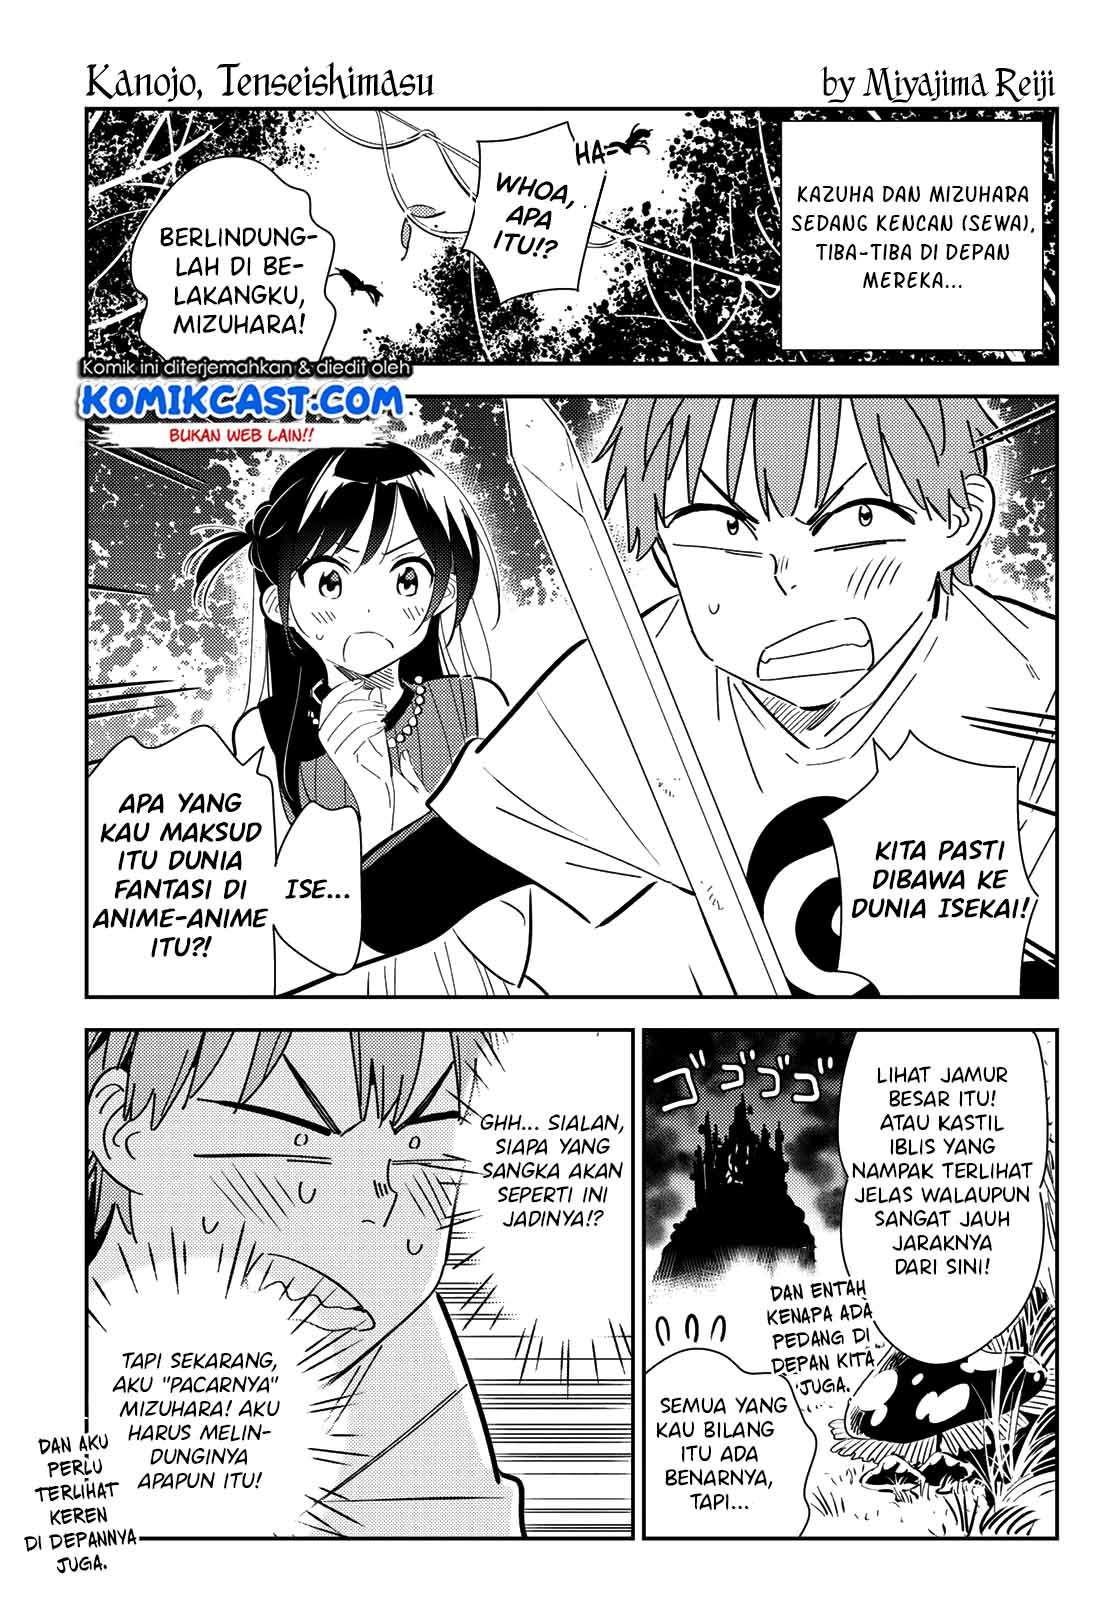 Kanojo, Tenseishimasu
by Miyajima Reiji
KAZUHA DAN MIZUHARA
SEDANG KENCAN (SEWA),
TIBA-TIBA DI DEPAN
MEREKA...
HA=
WHOA,
APA
ITU!?
BERLINDUNG-
LAH DI BE-
LAKANGKU,
MIZUHARA!
Komik ini diterjemahkan & diedit oleh
KOMIKCAST.COM
BUKAN WEB LAIN!!
KITA PASTI
DIBAWA KE
DUNIA ISEKAI!
ISE...
APA YANG
KAU MAKSUD
ITU DUNIA
FANTASI DI
ANIME-ANIME
ITU?!
LIHAT JAMUR
BESAR ITU!
ATAU KASTIL
IBLIS YANG
NAMPAK TERLIHAT
JELAS WALAUPUN
SANGAT JAUH
JARAKNYA
DARI SINI!
ゴゴゴゴ
DAN ENTAH
KENAPA ADA
PEDANG DI
DEPAN KITA
JUGA.
SEMUA YANG
KAU BILANG
ITU ADA
BENARNYA,
TAPI...
GHH... SIALAN,
SIAPA YANG
SANGKA AKAN
SEPERTI INI
JADINYA!?
TAPI SEKARANG,
AKU "PACARNYA"
MIZUHARA! AKU
HARUS MELIN-
DUNGINYA
APAPUN ITU!
DAN AKU
PERLU
TERLIHAT
KEREN
DI DEPANNYA
JUGA.